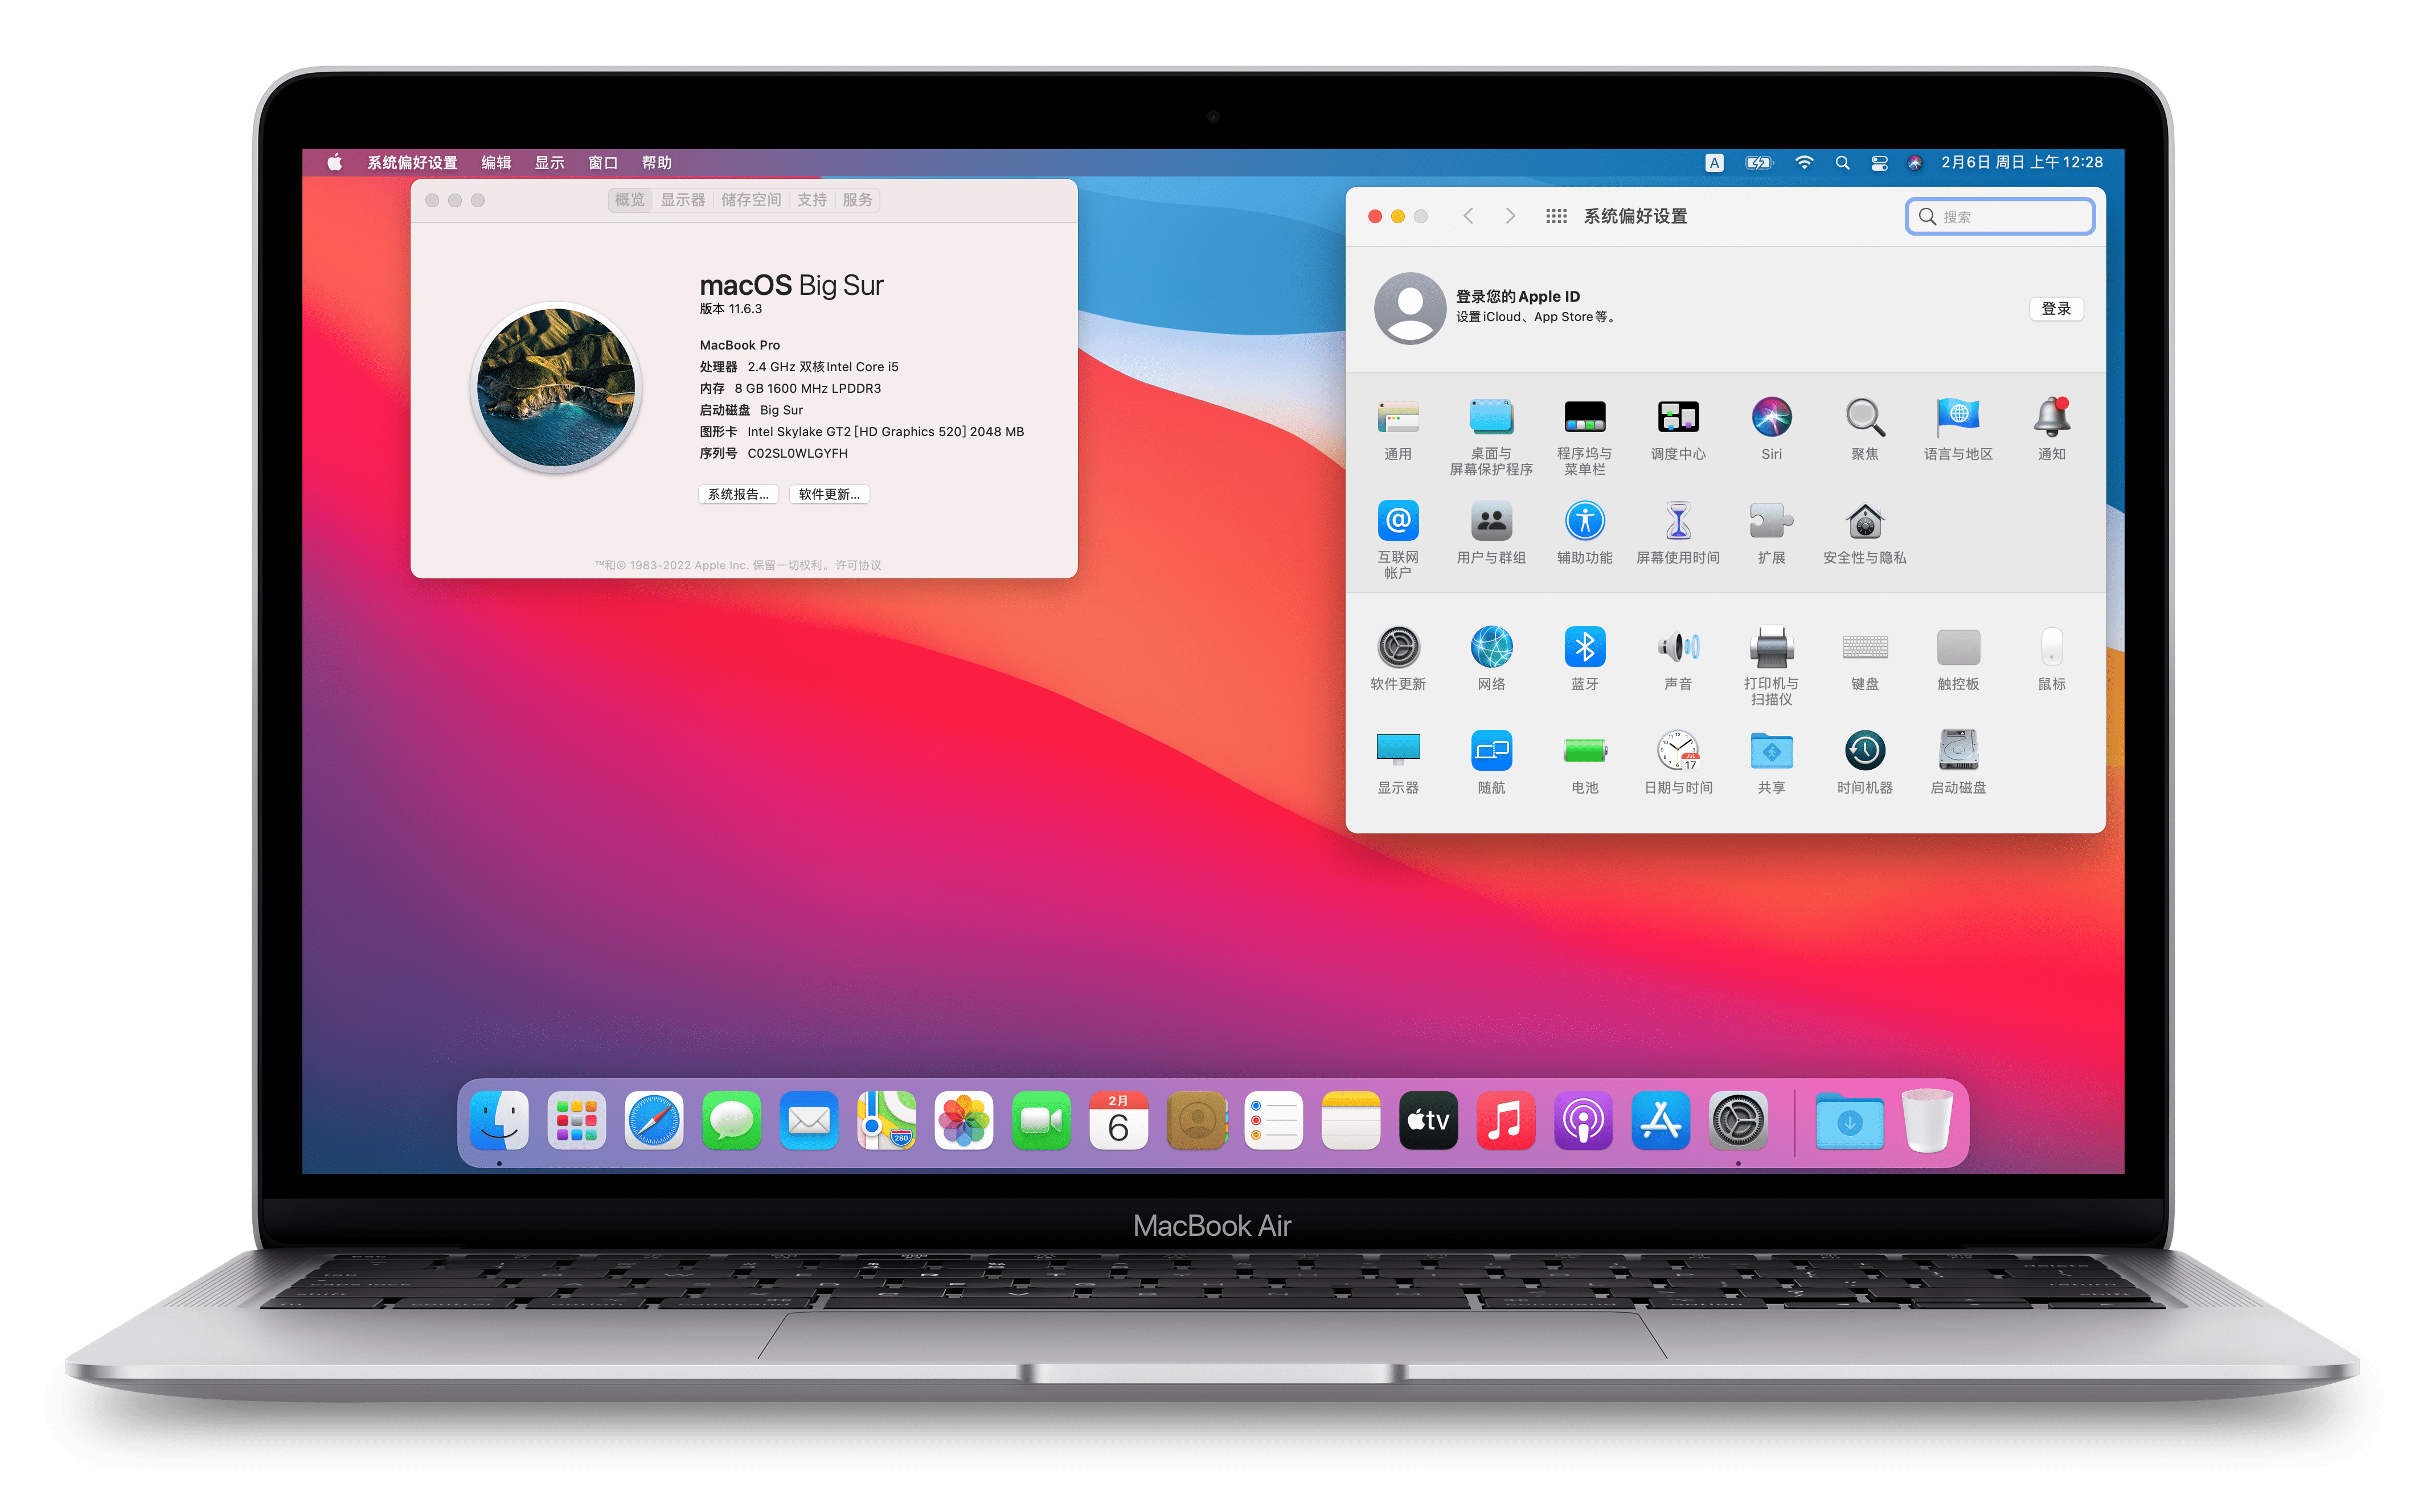 系统偏好设置 编辑 显示 窗口 帮助
A 2月6日 周日 上午12:28
概览 显示器 储存空间 支持 服务
macOS Big Sur
版本 11.6.3
MacBook Pro
处理器 2.4 GHz 双核Intel Core i5
内存 8 GB 1600 MHz LPDDR3
启动磁盘 Big Sur
图形卡 Intel Skylake GT2 [HD Graphics 520] 2048 MB
序列号 C02SL0WLGYFH
系统报告... 软件更新...
™和© 1983-2022 Apple Inc. 保留一切权利。许可协议
系统偏好设置
搜索
登录您的 Apple ID
设置 iCloud、App Store 等。
登录
通用 桌面与 程序坞与 调度中心 Siri 聚焦 语言与地区 通知
屏幕保护程序 菜单栏
互联网 用户与群组 辅助功能 屏幕使用时间 扩展 安全性与隐私
帐户
软件更新 网络 蓝牙 声音 打印机与 键盘 触控板 鼠标
扫描仪
17
显示器 随航 电池 日期与时间 共享 时间机器 启动磁盘
2月
6
280
tv
MacBook Air